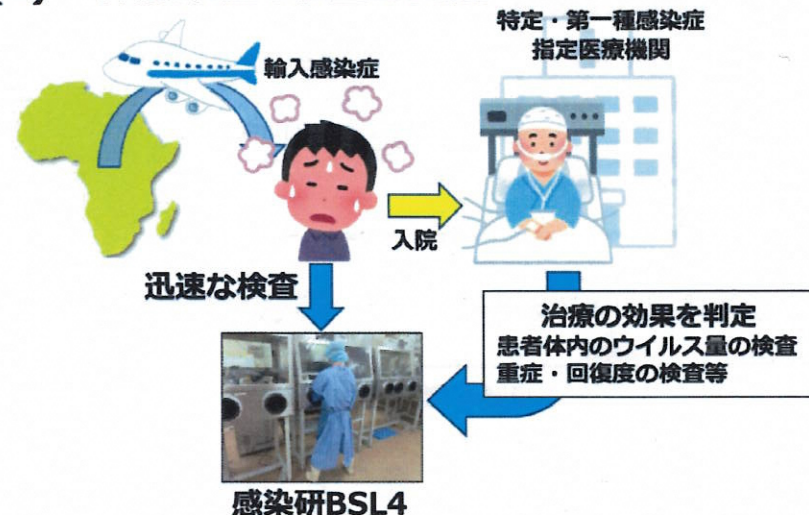 特定・第一種感染症
指定医療機関
輸入感染症
入院
迅速な検査
治療の効果を判定
患者体内のウイルス量の検査
重症・回復度の検査等
感染研BSL4